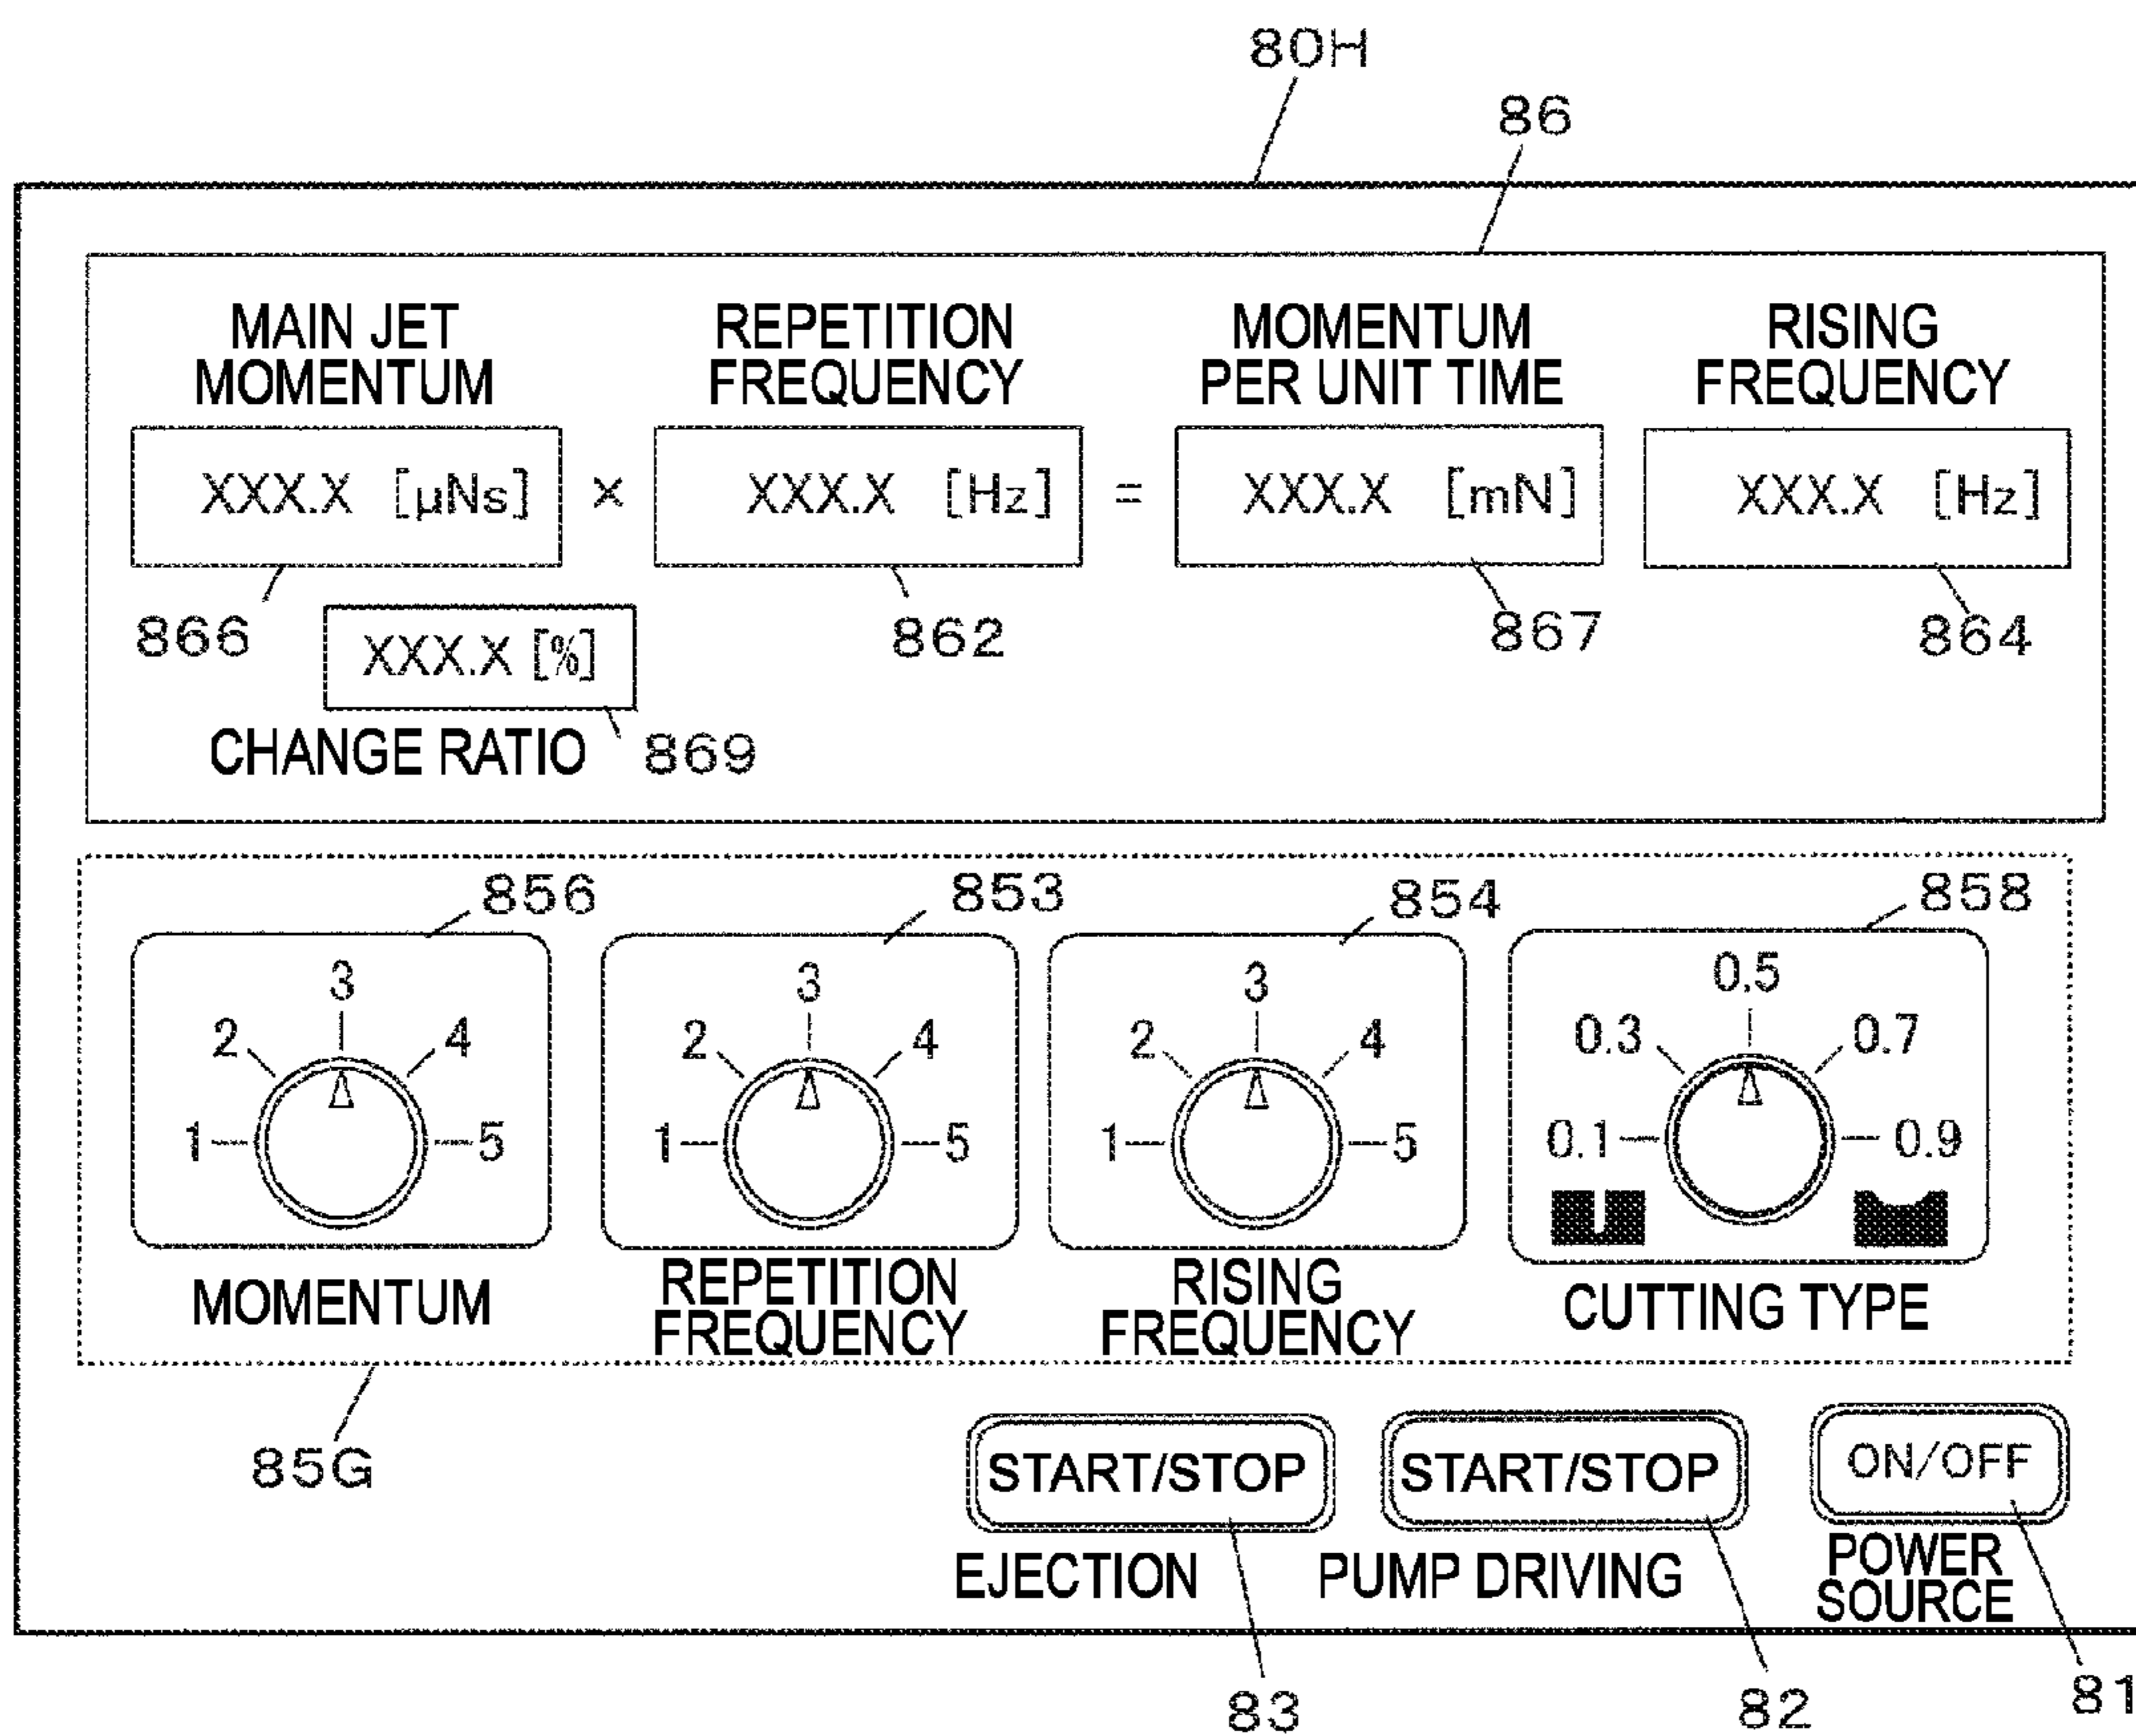 80H
86
MAIN JET MOMENTUM
REPETITION FREQUENCY
MOMENTUM PER UNIT TIME
RISING FREQUENCY
XXX.X [µNs] × XXX.X [Hz] = XXX.X [mN] XXX.X [Hz]
866 862 867 864
XXX.X [%]
CHANGE RATIO 869
856 853 854 858
1 2 3 4 5
MOMENTUM
1 2 3 4 5
REPETITION FREQUENCY
1 2 3 4 5
RISING FREQUENCY
0.1 0.3 0.5 0.7 0.9
CUTTING TYPE
85G
START/STOP START/STOP ON/OFF
EJECTION PUMP DRIVING POWER SOURCE
83 82 81